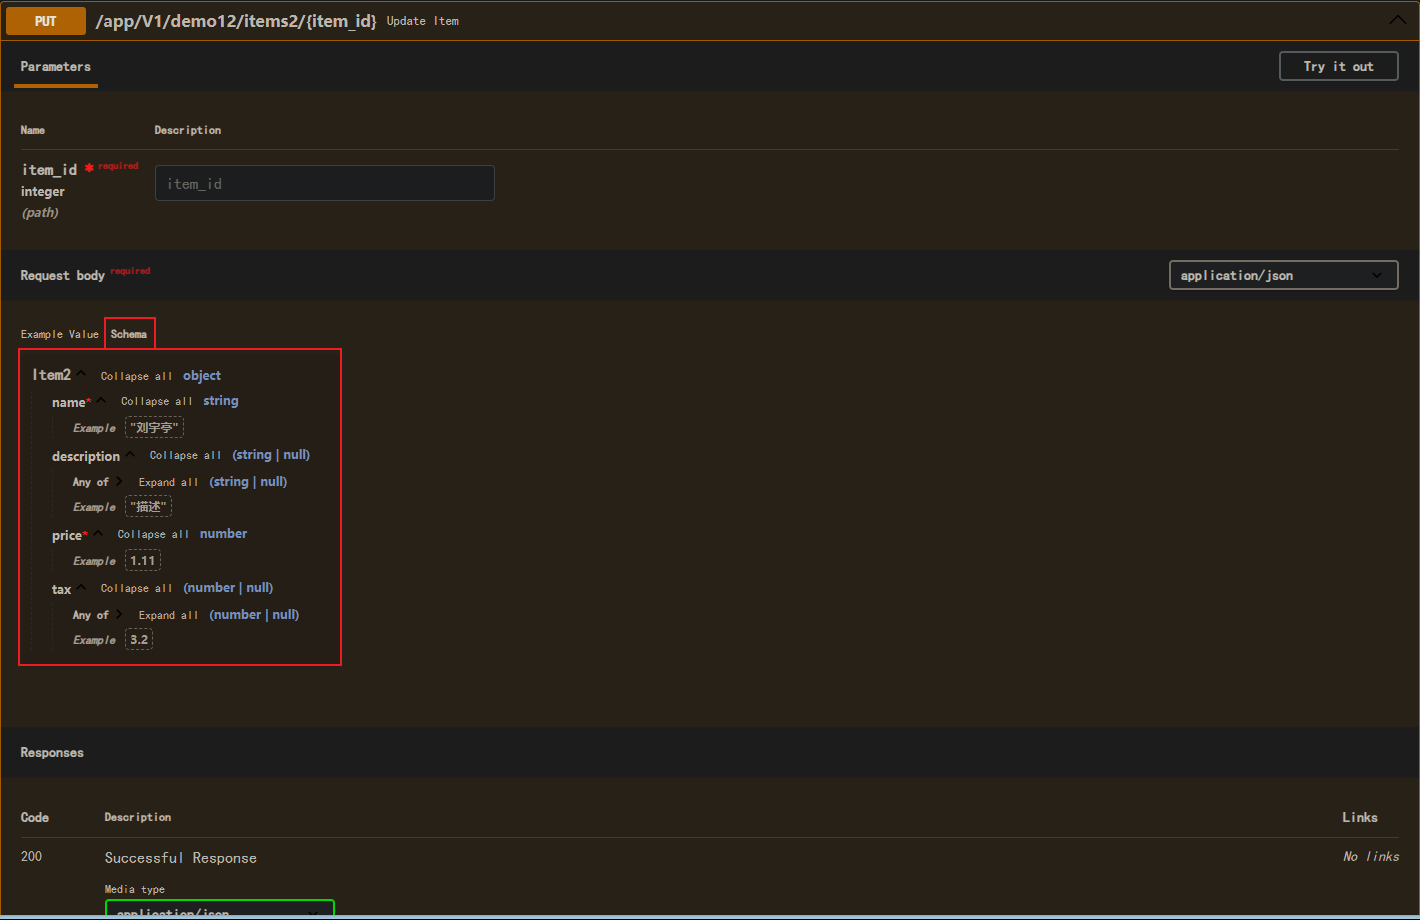 PUT /app/V1/demo12/items2/{item_id} Update Item
Parameters Try it out
Name Description
item_id * required item_id
integer
(path)
Request body required application/json
Example Value Schema
Item2 Collapse all object
name* Collapse all string
Example "刘宇亭"
description Collapse all (string | null)
Any of Expand all (string | null)
Example "描述"
price* Collapse all number
Example 1.11
tax Collapse all (number | null)
Any of Expand all (number | null)
Example 3.2
Responses
Code Description Links
200 Successful Response No links
Media type
application/json